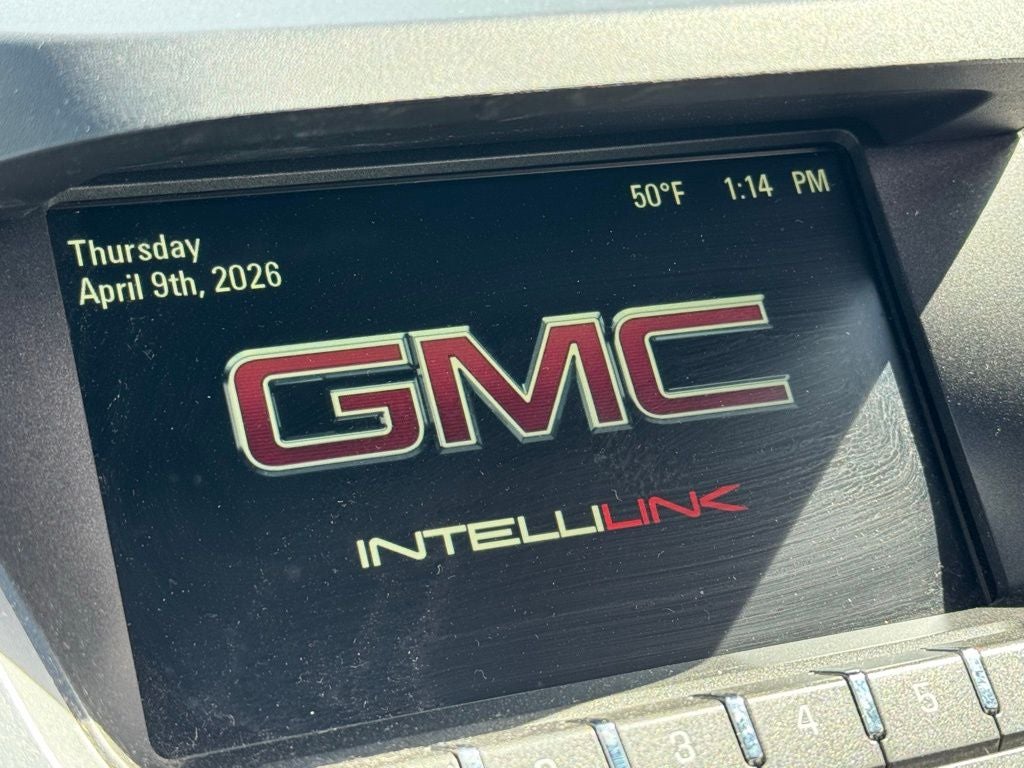 50°F 1:14 PM
Thursday
April 9th, 2026
GMC
INTELLILINK
3 4 5